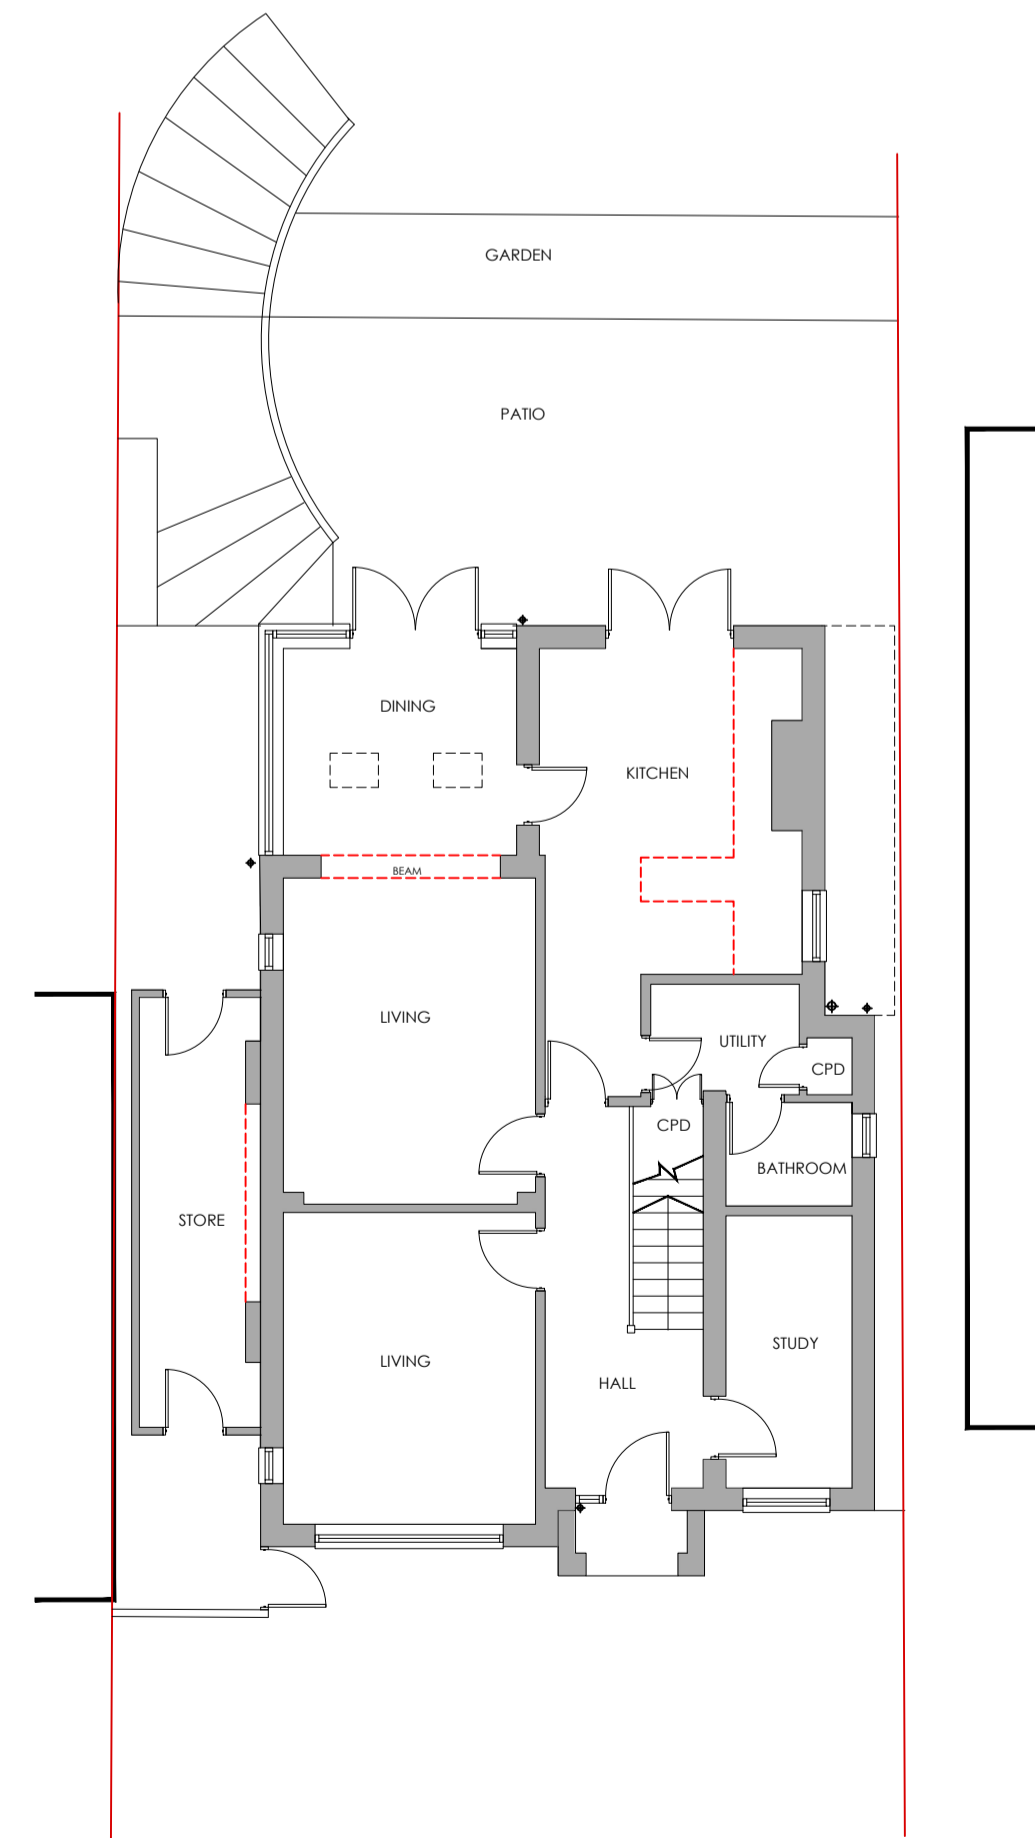 GARDEN
PATIO
DINING
KITCHEN
BEAM
LIVING
UTILITY
CPD
CPD
BATHROOM
STORE
STUDY
LIVING
HALL